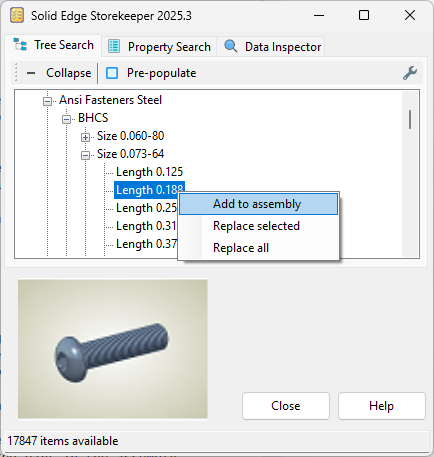 Solid Edge Storekeeper 2025.3
Tree Search Property Search Data Inspector
Collapse Pre-populate
Ansi Fasteners Steel
BHCS
Size 0.060-80
Size 0.073-64
Length 0.125
Length 0.188
Add to assembly
Length 0.25
Replace selected
Length 0.31
Replace all
Length 0.37
Close Help
17847 items available